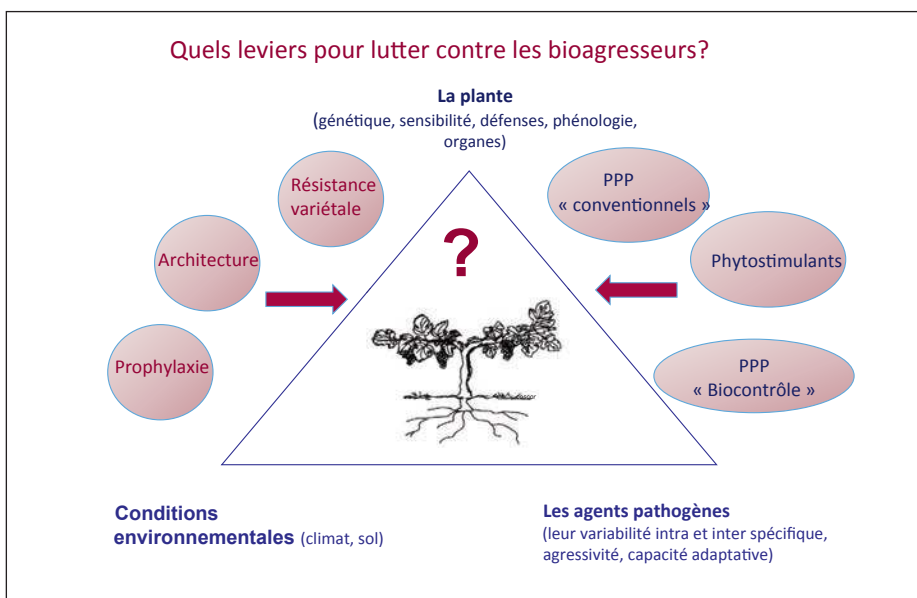 Quels leviers pour lutter contre les bioagresseurs?
La plante
(génétique, sensibilité, défenses, phénologie,
organes)
Résistance
variétale
PPP
« conventionnels »
?
Architecture
Phytostimulants
Prophylaxie
PPP
« Biocontrôle »
Conditions
environnementales (climat, sol)
Les agents pathogènes
(leur variabilité intra et inter spécifique,
agressivité, capacité adaptative)